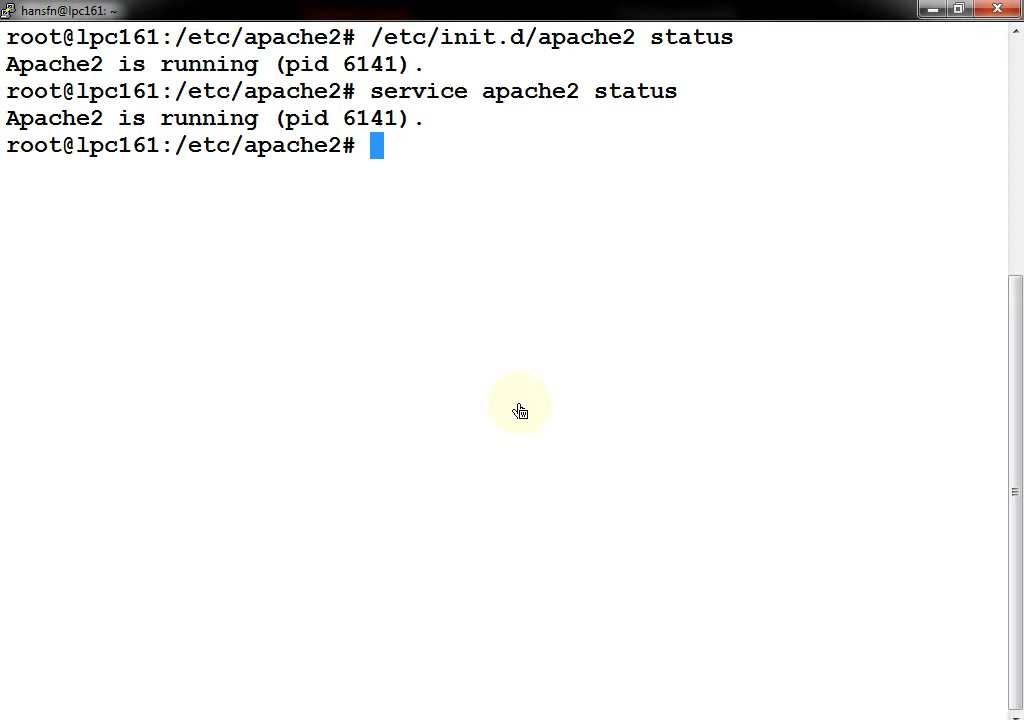 hansfn@lpc161: ~
root@lpc161:/etc/apache2# /etc/init.d/apache2 status
Apache2 is running (pid 6141).
root@lpc161:/etc/apache2# service apache2 status
Apache2 is running (pid 6141).
root@lpc161:/etc/apache2#